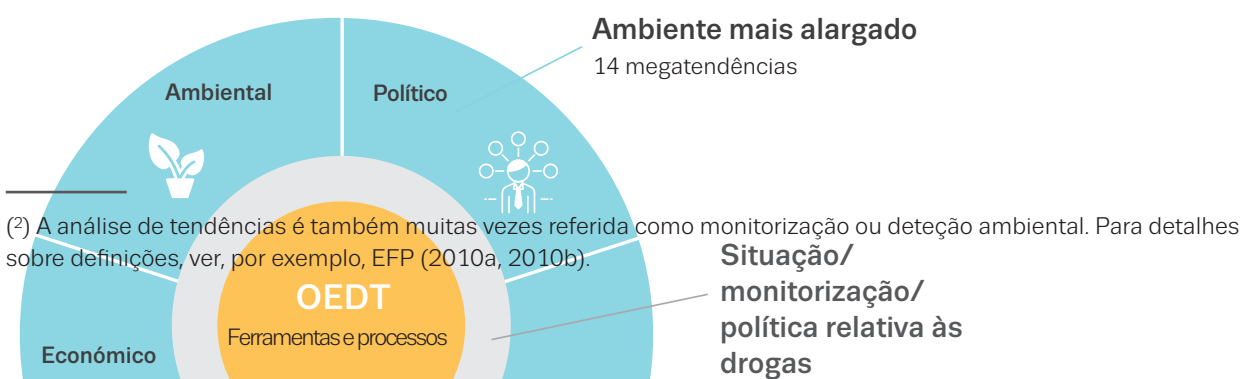 Ambiente mais alargado
14 megatendências
Ambiental
Político
(²) A análise de tendências é também muitas vezes referida como monitorização ou deteção ambiental. Para detalhes
sobre definições, ver, por exemplo, EFP (2010a, 2010b).
Situação/
monitorização/
política relativa às
drogas
OEDT
Ferramentas e processos
Económico